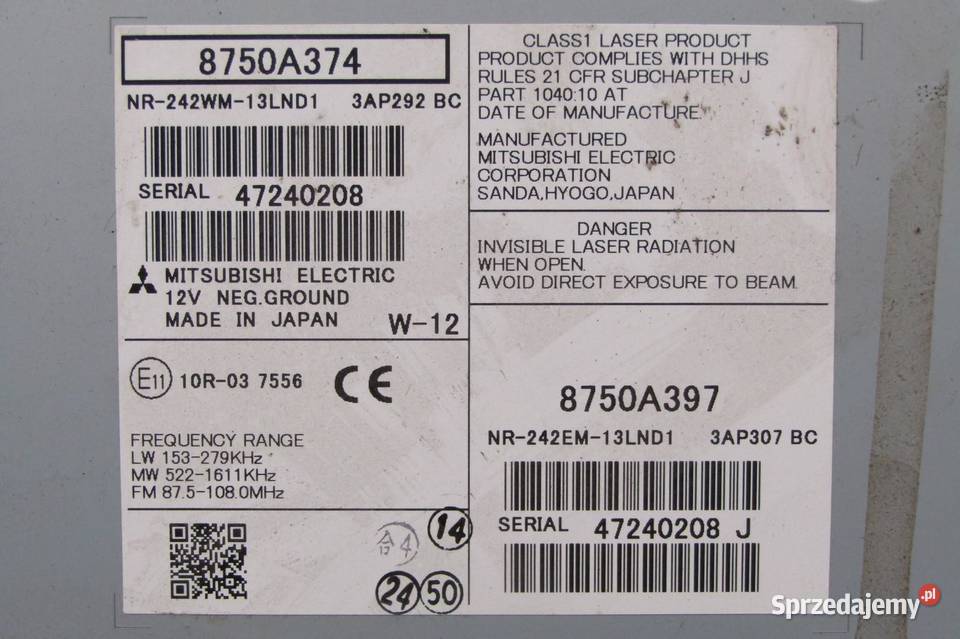 8750A374
NR-242WM-13LND1 3AP292 BC
SERIAL 47240208
MITSUBISHI ELECTRIC
12V NEG.GROUND
MADE IN JAPAN W-12
E11 10R-03 7556 CE
FREQUENCY RANGE
LW 153-279KHz
MW 522-1611KHz
FM 87.5-108.0MHz
14
4
24 50
CLASS1 LASER PRODUCT
PRODUCT COMPLIES WITH DHHS
RULES 21 CFR SUBCHAPTER J
PART 1040:10 AT
DATE OF MANUFACTURE.
MANUFACTURED
MITSUBISHI ELECTRIC
CORPORATION
SANDA,HYOGO,JAPAN
DANGER
INVISIBLE LASER RADIATION
WHEN OPEN.
AVOID DIRECT EXPOSURE TO BEAM.
8750A397
NR-242EM-13LND1 3AP307 BC
SERIAL 47240208 J
Sprzedajemy.pl